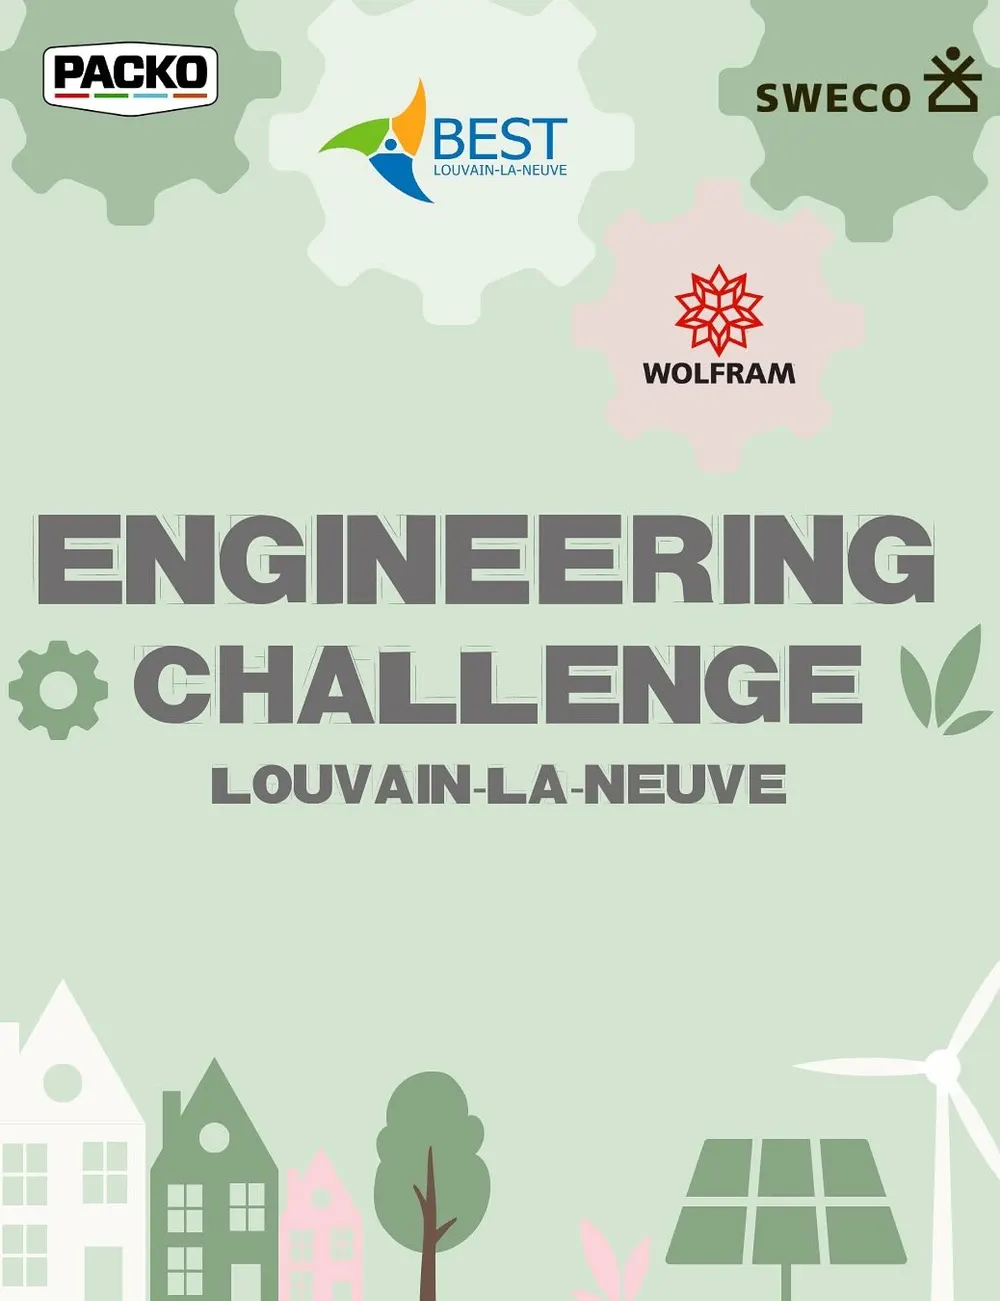 PACKO
BEST
LOUVAIN-LA-NEUVE
SWECO
WOLFRAM
ENGINEERING
CHALLENGE
LOUVAIN-LA-NEUVE